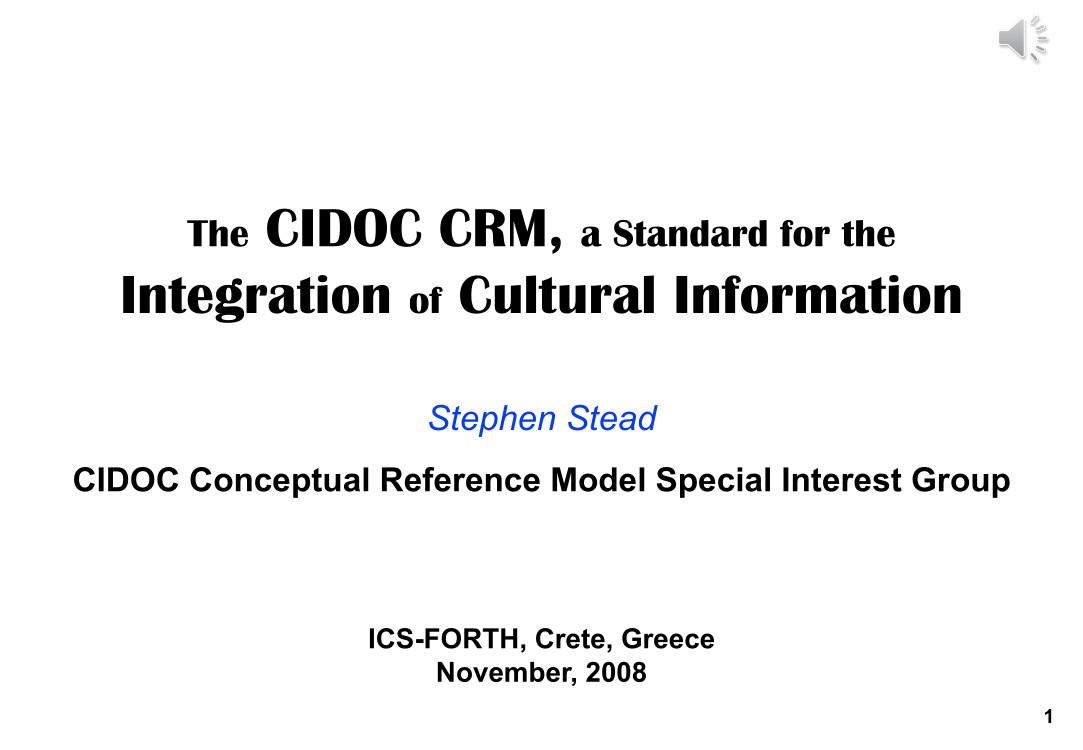 The CIDOC CRM, a Standard for the
Integration of Cultural Information
Stephen Stead
CIDOC Conceptual Reference Model Special Interest Group
ICS-FORTH, Crete, Greece
November, 2008
1